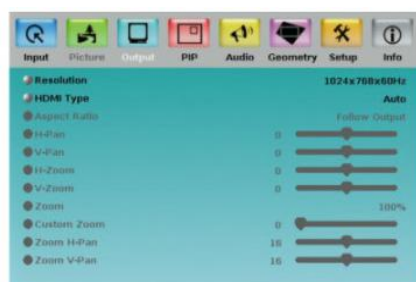 Input Picture Output PIP Audio Geometry Setup Info
Resolution 1024x768x60Hz
HDMI Type Auto
Aspect Ratio Follow Output
H-Pan 0
V-Pan 0
H-Zoom 0
V-Zoom 0
Zoom 100%
Custom Zoom 0
Zoom H-Pan 16
Zoom V-Pan 16